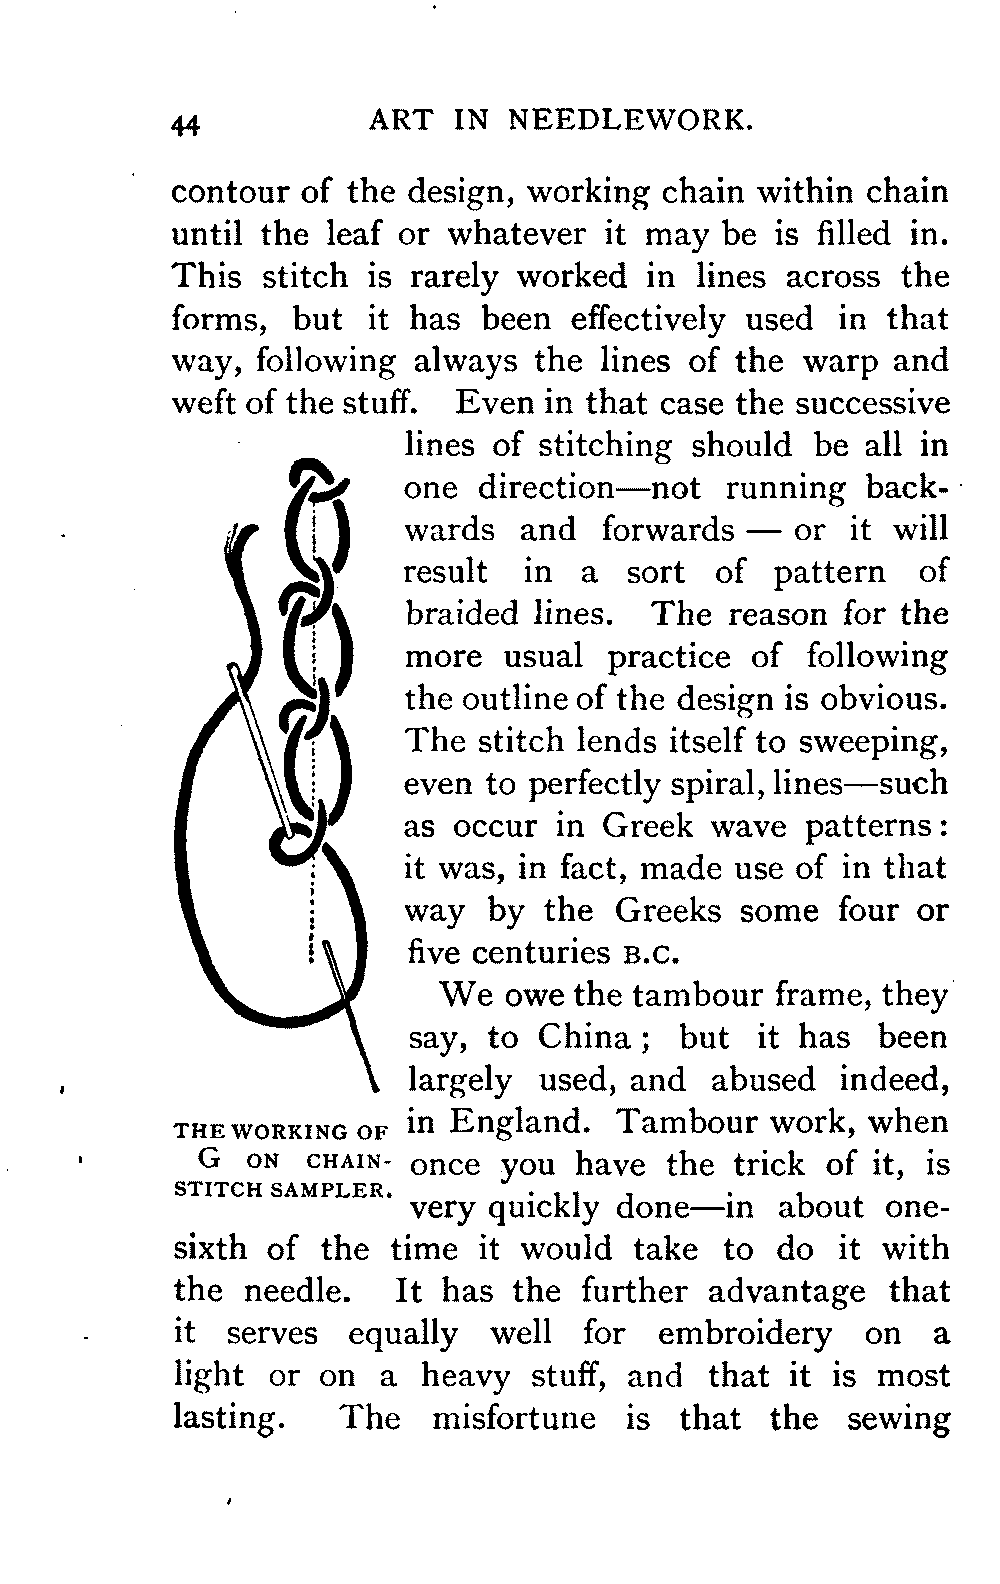 44 ART IN NEEDLEWORK.
contour of the design, working chain within chain
until the leaf or whatever it may be is filled in.
This stitch is rarely worked in lines across the
forms, but it has been effectively used in that
way, following always the lines of the warp and
weft of the stuff. Even in that case the successive
lines of stitching should be all in
one direction—not running back-
wards and forwards — or it will
result in a sort of pattern of
braided lines. The reason for the
more usual practice of following
the outline of the design is obvious.
The stitch lends itself to sweeping,
even to perfectly spiral, lines—such
as occur in Greek wave patterns:
it was, in fact, made use of in that
way by the Greeks some four or
five centuries B.C.
We owe the tambour frame, they
say, to China; but it has been
largely used, and abused indeed,
in England. Tambour work, when
once you have the trick of it, is
very quickly done—in about one-
sixth of the time it would take to do it with
the needle. It has the further advantage that
it serves equally well for embroidery on a
light or on a heavy stuff, and that it is most
lasting. The misfortune is that the sewing
THE WORKING OF
G ON CHAIN-
STITCH SAMPLER.